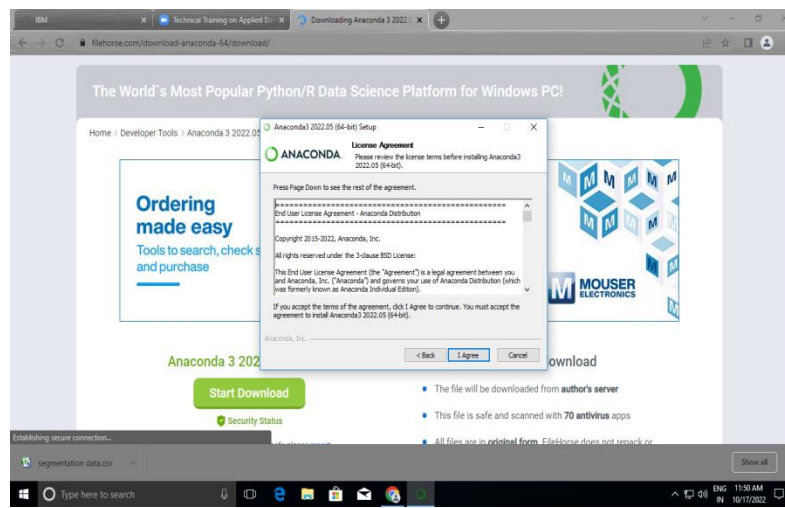 IBM
Technical Training on Applied Da
Downloading Anaconda 3 2022.
filehorse.com/download-anaconda-64/download/
The World's Most Popular Python/R Data Science Platform for Windows PC!
Home
Developer Tools
Anaconda 3 2022.05
Ordering
made easy
Tools to search, check s
and purchase
Anaconda3 2022.05 (64-bit) Setup
ANACONDA.
License Agreement
Please review the license terms before installing Anaconda3
2022.05 (64-bit).
Press Page Down to see the rest of the agreement.
End User License Agreement - Anaconda Distribution
Copyright 2015-2022, Anaconda, Inc.
All rights reserved under the 3-clause BSD License:
This End User License Agreement (the "Agreement") is a legal agreement between you
and Anaconda, Inc. ("Anaconda") and governs your use of Anaconda Distribution (which
was formerly known as Anaconda Individual Edition).
If you accept the terms of the agreement, click I Agree to continue. You must accept the
agreement to install Anaconda3 2022.05 (64-bit).
Anaconda, Inc.
< Back
I Agree
Cancel
M
MOUSER
ELECTRONICS
Anaconda 3 202
ownload
Start Download
Security Status
The file will be downloaded from author's server
This file is safe and scanned with 70 antivirus apps
All files are in original form. FileHorse does not repack or
Establishing secure connection...
segmentation data.csv
Show all
Type here to search
ENG
IN
11:50 AM
10/17/2022